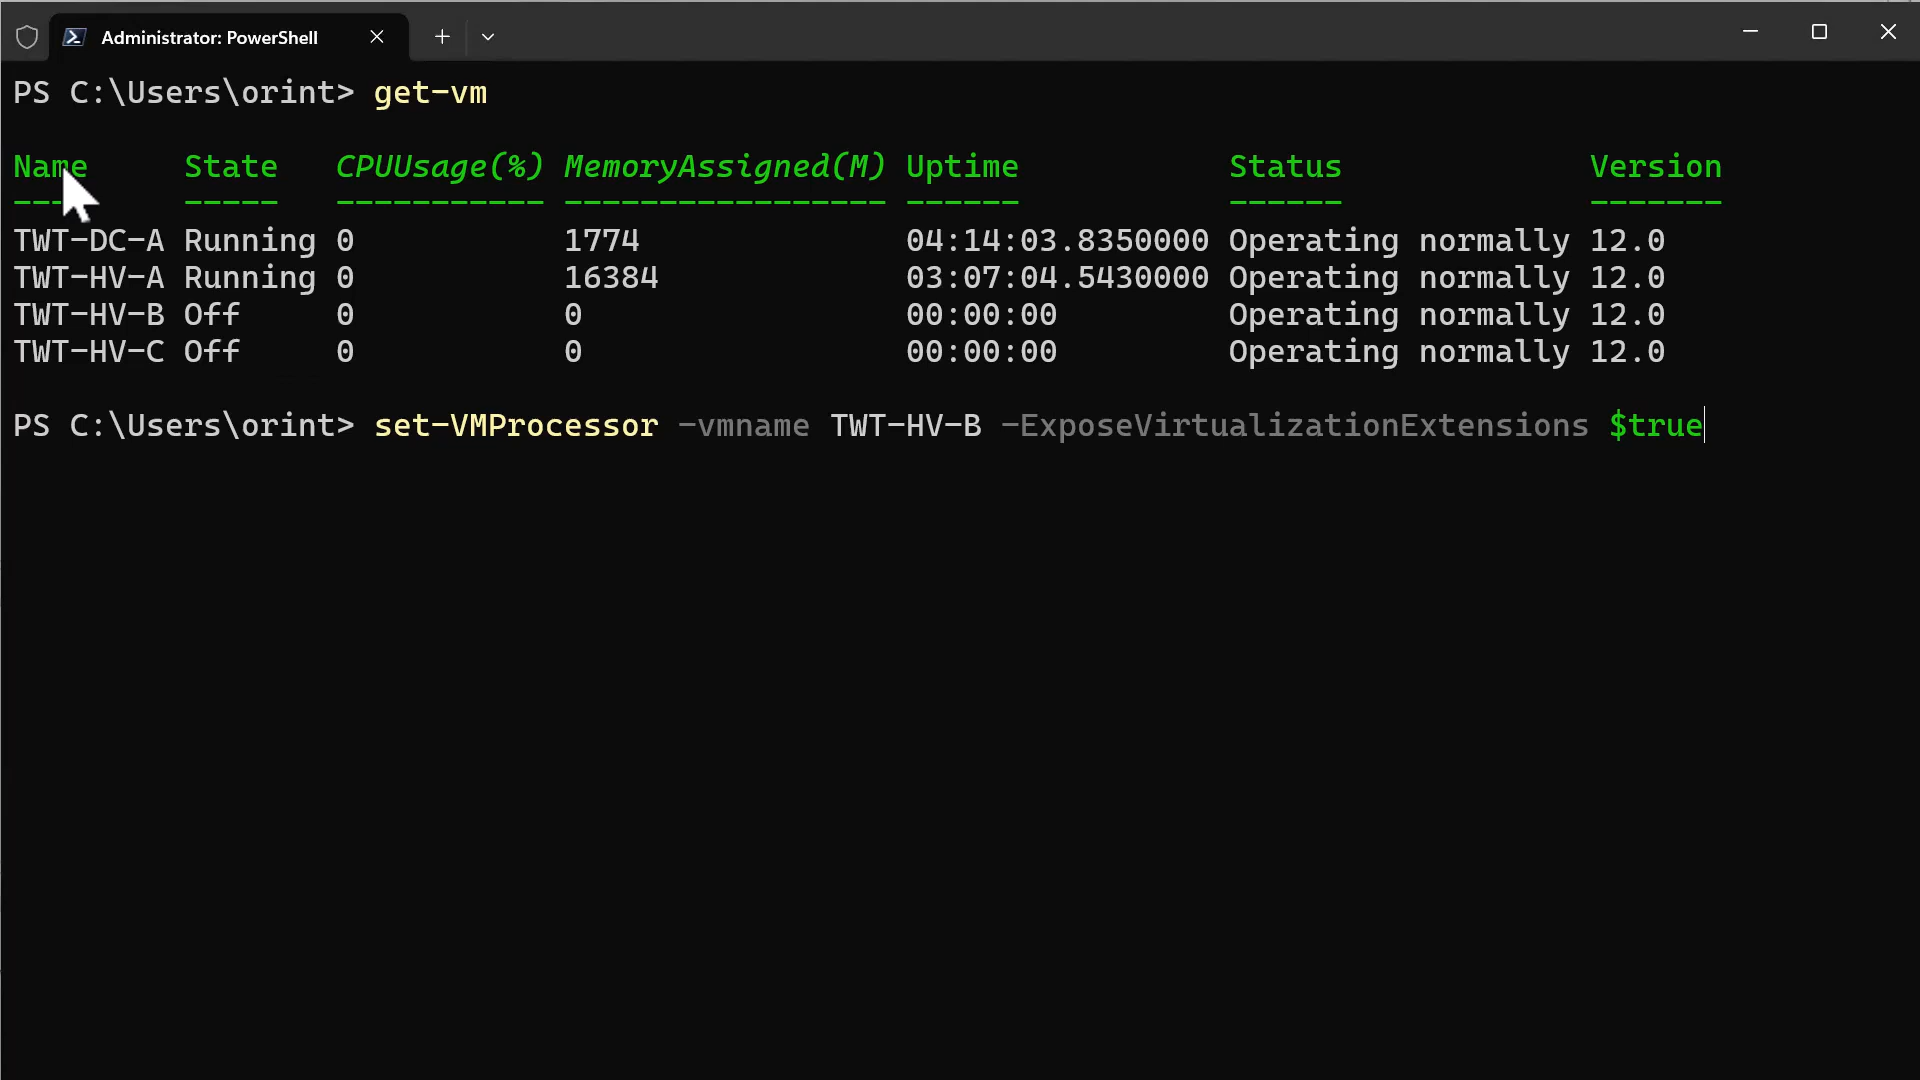 Administrator: PowerShell
PS C:\Users\orint> get-vm
Name State CPUUsage(%) MemoryAssigned(M) Uptime Status Version
---- ----- ----------- ----------------- ------ ------ -------
TWT-DC-A Running 0 1774 04:14:03.8350000 Operating normally 12.0
TWT-HV-A Running 0 16384 03:07:04.5430000 Operating normally 12.0
TWT-HV-B Off 0 0 00:00:00 Operating normally 12.0
TWT-HV-C Off 0 0 00:00:00 Operating normally 12.0
PS C:\Users\orint> set-VMProcessor -vmname TWT-HV-B -ExposeVirtualizationExtensions $true